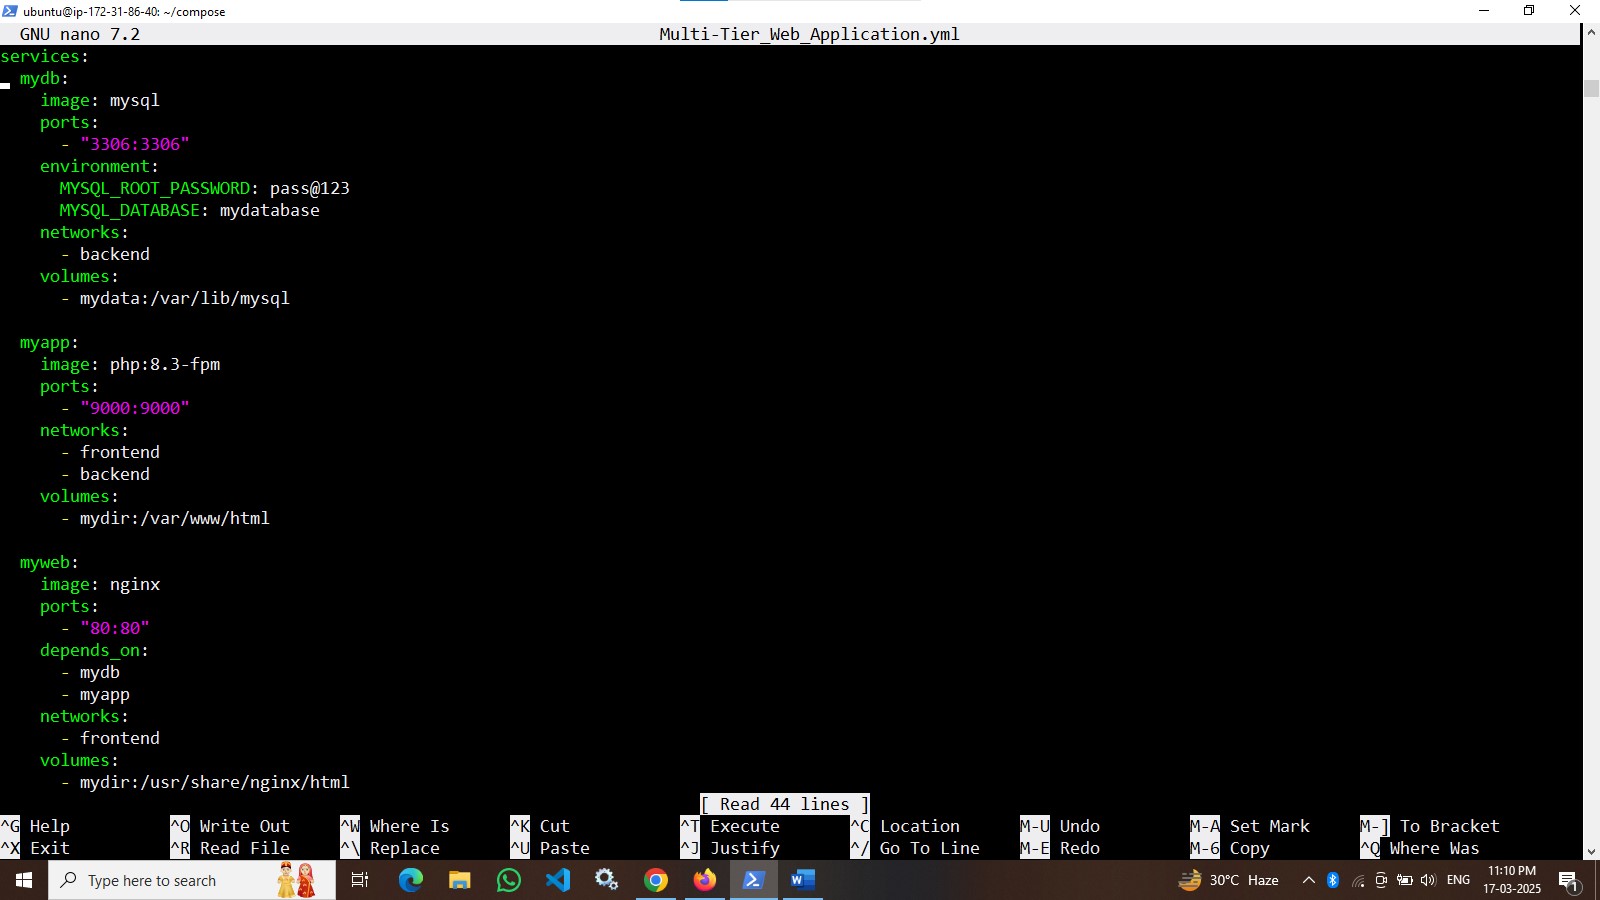 ubuntu@ip-172-31-86-40: ~/compose
GNU nano 7.2 Multi-Tier_Web_Application.yml
services:
  mydb:
    image: mysql
    ports:
      - "3306:3306"
    environment:
      MYSQL_ROOT_PASSWORD: pass@123
      MYSQL_DATABASE: mydatabase
    networks:
      - backend
    volumes:
      - mydata:/var/lib/mysql
  myapp:
    image: php:8.3-fpm
    ports:
      - "9000:9000"
    networks:
      - frontend
      - backend
    volumes:
      - mydir:/var/www/html
  myweb:
    image: nginx
    ports:
      - "80:80"
    depends_on:
      - mydb
      - myapp
    networks:
      - frontend
    volumes:
      - mydir:/usr/share/nginx/html
[ Read 44 lines ]
^G Help ^O Write Out ^W Where Is ^K Cut ^T Execute ^C Location M-U Undo M-A Set Mark M-] To Bracket
^X Exit ^R Read File ^\ Replace ^U Paste ^J Justify ^/ Go To Line M-E Redo M-6 Copy ^Q Where Was
Type here to search 30°C Haze ENG 11:10 PM
17-03-2025 1